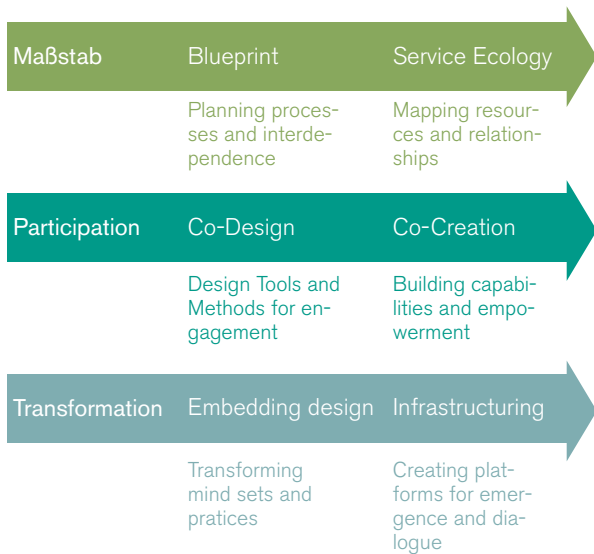 Maßstab Blueprint Service Ecology
Planning proces-
ses and interde-
pendence
Mapping resour-
ces and relation-
ships
Participation Co-Design Co-Creation
Design Tools and
Methods for en-
gagement
Building capabi-
lities and empo-
werment
Transformation Embedding design Infrastructuring
Transforming
mind sets and
pratices
Creating plat-
forms for emer-
gence and dia-
logue